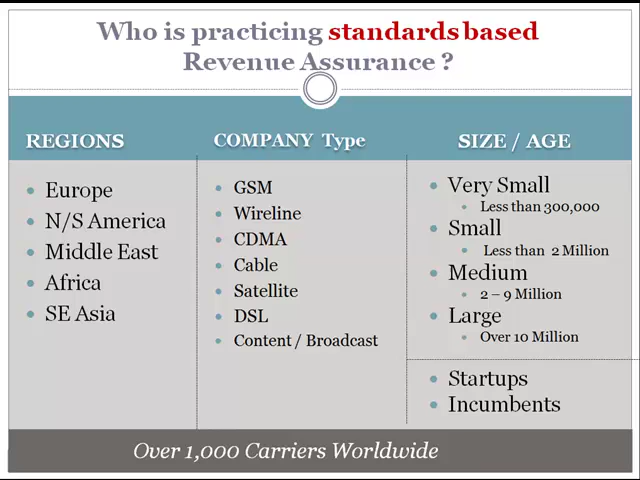 Who is practicing standards based
Revenue Assurance ?
REGIONS
Europe
N/S America
Middle East
Africa
SE Asia
COMPANY Type
GSM
Wireline
CDMA
Cable
Satellite
DSL
Content / Broadcast
SIZE / AGE
Very Small
Less than 300,000
Small
Less than 2 Million
Medium
2 – 9 Million
Large
Over 10 Million
Startups
Incumbents
Over 1,000 Carriers Worldwide